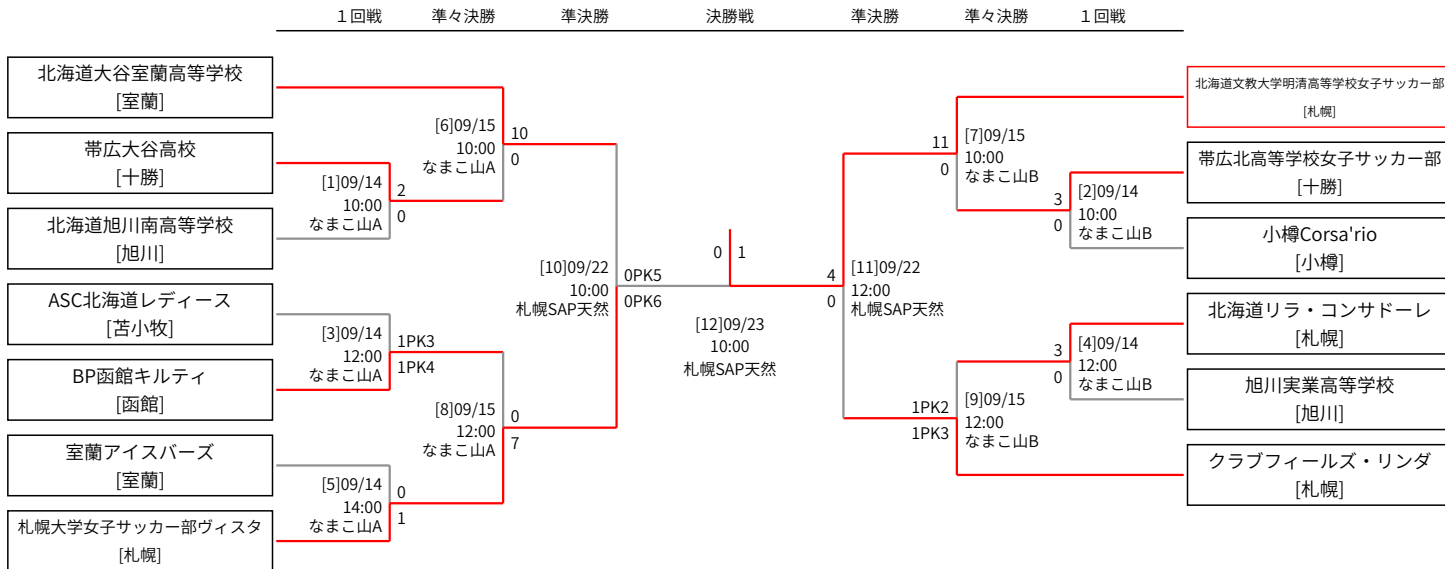 １回戦
準々決勝
準決勝
決勝戦
準決勝
準々決勝
１回戦
北海道大谷室蘭高等学校
[室蘭]
帯広大谷高校
[十勝]
北海道旭川南高等学校
[旭川]
ASC北海道レディース
[苫小牧]
BP函館キルティ
[函館]
室蘭アイスバーズ
[室蘭]
札幌大学女子サッカー部ヴィスタ
[札幌]
[1]09/14
10:00
なまこ山A
2
0
[3]09/14
12:00
なまこ山A
1PK3
1PK4
[5]09/14
14:00
なまこ山A
0
1
[6]09/15
10:00
なまこ山A
10
0
[8]09/15
12:00
なまこ山A
0
7
[10]09/22
10:00
札幌SAP天然
0PK5
0PK6
0
1
[12]09/23
10:00
札幌SAP天然
4
0
[11]09/22
12:00
札幌SAP天然
11
0
[7]09/15
10:00
なまこ山B
1PK2
1PK3
[9]09/15
12:00
なまこ山B
3
0
[2]09/14
10:00
なまこ山B
3
0
[4]09/14
12:00
なまこ山B
北海道文教大学明清高等学校女子サッカー部
[札幌]
帯広北高等学校女子サッカー部
[十勝]
小樽Corsa'rio
[小樽]
北海道リラ・コンサドーレ
[札幌]
旭川実業高等学校
[旭川]
クラブフィールズ・リンダ
[札幌]